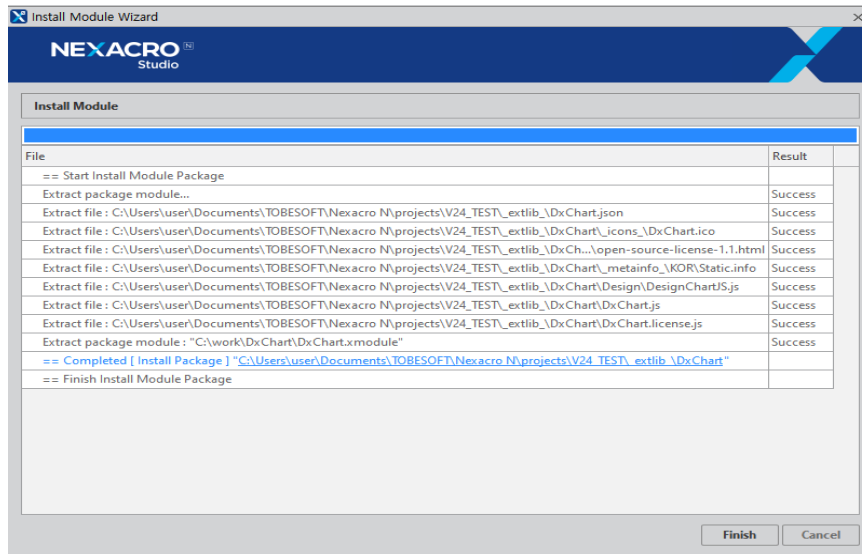 Install Module Wizard
NEXACRO N
Studio
Install Module
File Result
== Start Install Module Package
Extract package module... Success
Extract file : C:\Users\user\Documents\TOBESOFT\Nexacro N\projects\V24_TEST\_extlib_\DxChart.json Success
Extract file : C:\Users\user\Documents\TOBESOFT\Nexacro N\projects\V24_TEST\_extlib_\DxChart\_icons_\DxChart.ico Success
Extract file : C:\Users\user\Documents\TOBESOFT\Nexacro N\projects\V24_TEST\_extlib_\DxCh...\open-source-license-1.1.html Success
Extract file : C:\Users\user\Documents\TOBESOFT\Nexacro N\projects\V24_TEST\_extlib_\DxChart\_metainfo_\KOR\Static.info Success
Extract file : C:\Users\user\Documents\TOBESOFT\Nexacro N\projects\V24_TEST\_extlib_\DxChart\Design\DesignChartJS.js Success
Extract file : C:\Users\user\Documents\TOBESOFT\Nexacro N\projects\V24_TEST\_extlib_\DxChart\DxChart.js Success
Extract file : C:\Users\user\Documents\TOBESOFT\Nexacro N\projects\V24_TEST\_extlib_\DxChart\DxChart.license.js Success
Extract package module : "C:\work\DxChart\DxChart.xmodule" Success
== Completed [ Install Package ] "C:\Users\user\Documents\TOBESOFT\Nexacro N\projects\V24_TEST\_extlib_\DxChart"
== Finish Install Module Package
Finish Cancel